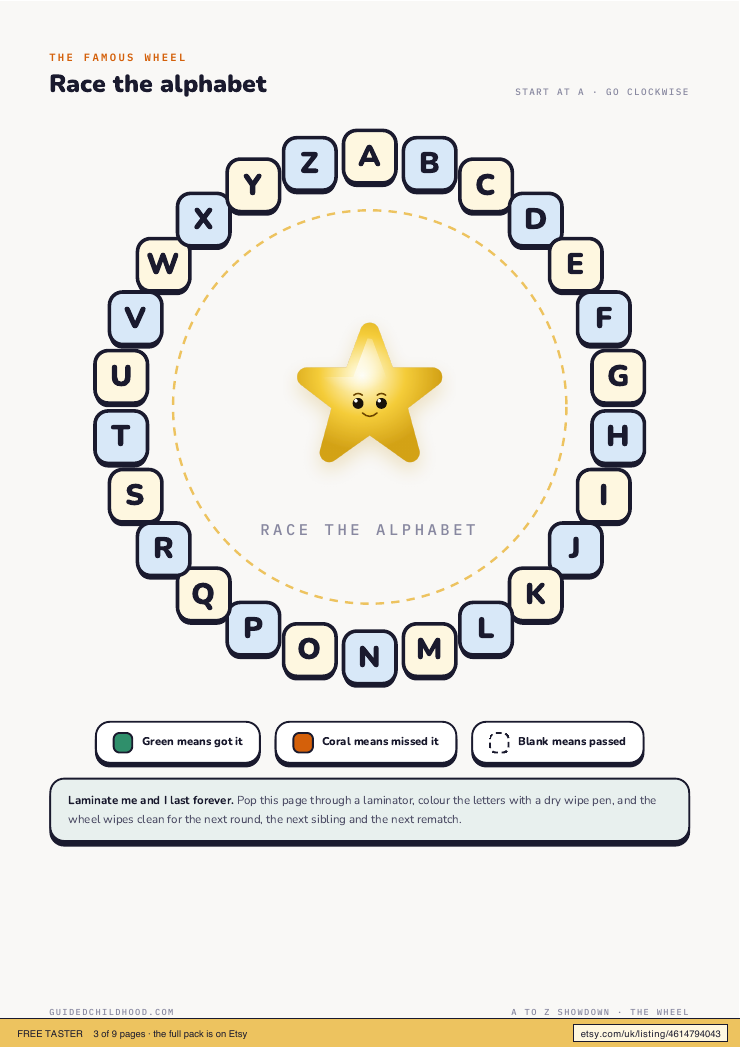 THE FAMOUS WHEEL
Race the alphabet
START AT A · GO CLOCKWISE
A
B
C
D
E
F
G
H
I
J
K
L
M
N
O
P
Q
R
S
T
U
V
W
X
Y
Z
RACE THE ALPHABET
Green means got it
Coral means missed it
Blank means passed
Laminate me and I last forever. Pop this page through a laminator, colour the letters with a dry wipe pen, and the
wheel wipes clean for the next round, the next sibling and the next rematch.
GUIDEDCHILDHOOD.COM
A TO Z SHOWDOWN · THE WHEEL
FREE TASTER 3 of 9 pages · the full pack is on Etsy
etsy.com/uk/listing/4614794043